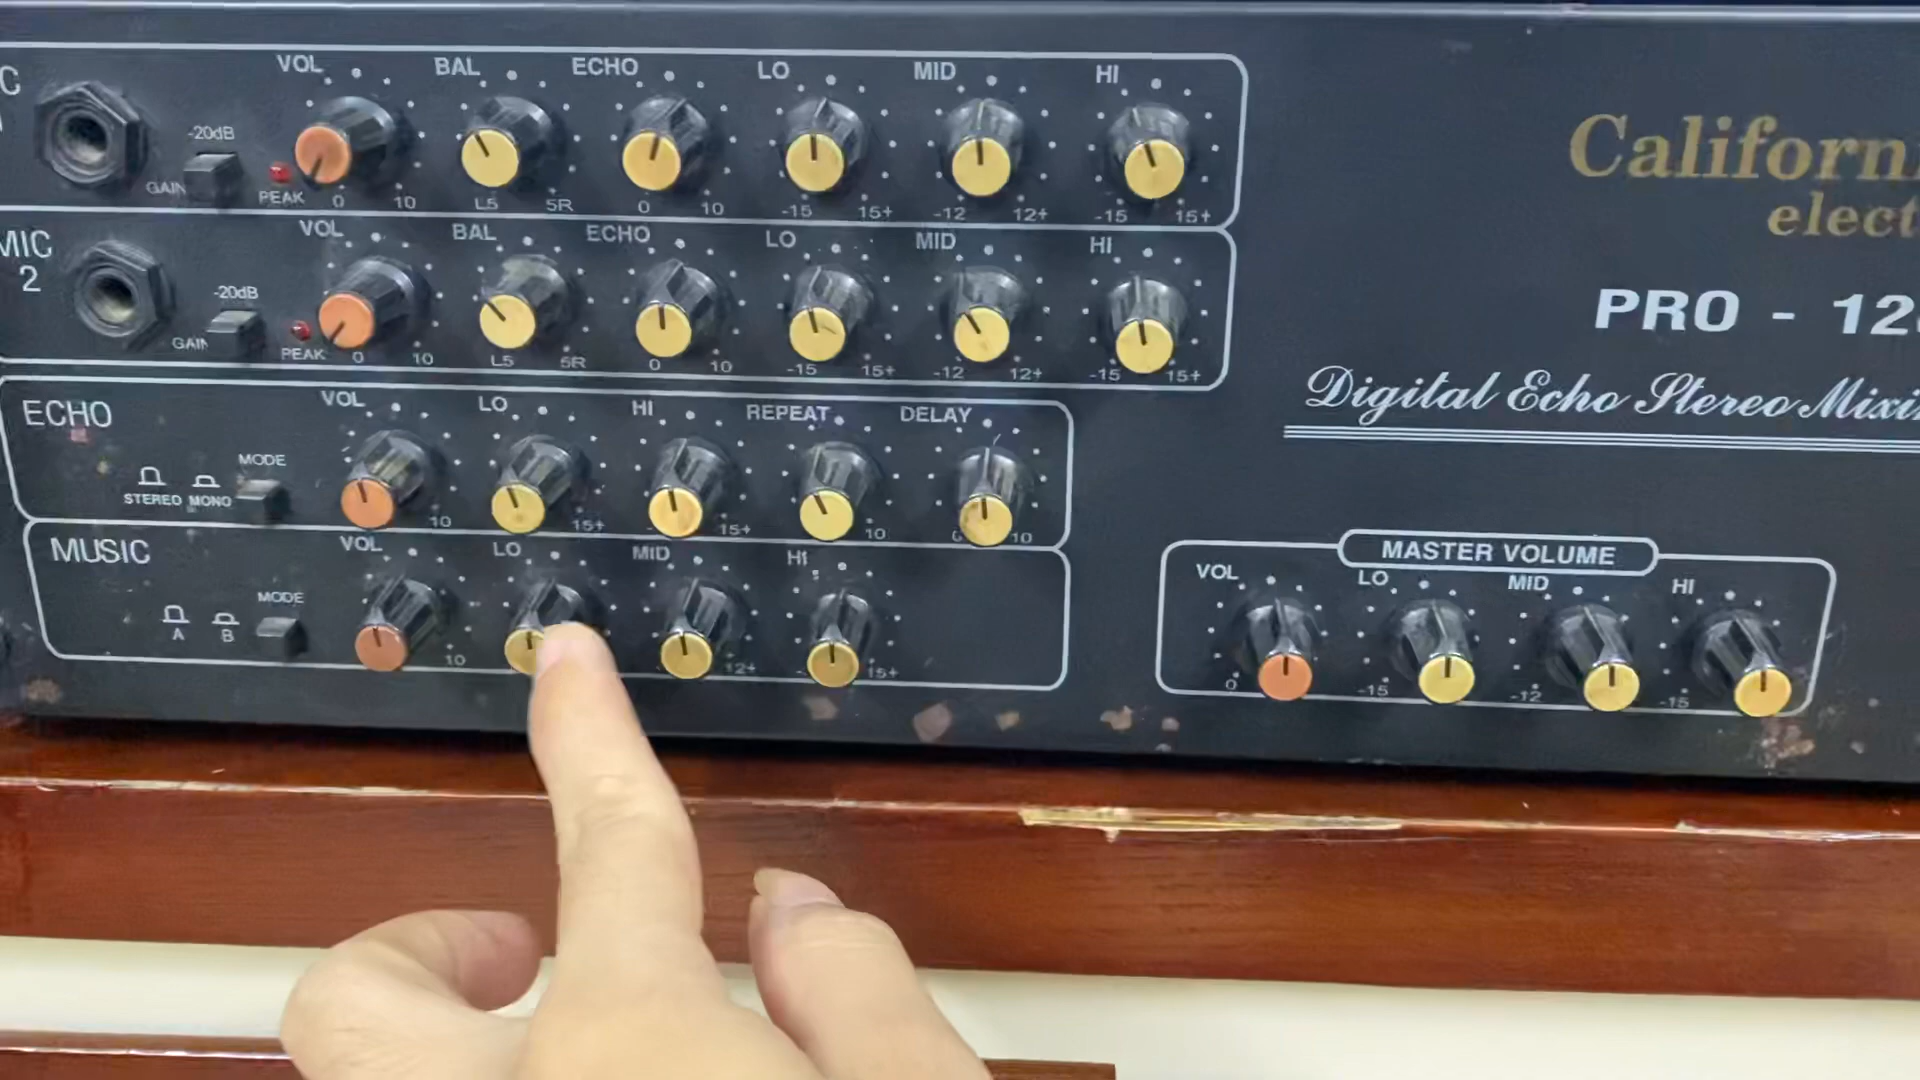 C VOL BAL ECHO LO MID HI
-20dB
GAIN PEAK 0 10 L5 5R 0 10 -15 15+ -12 12+ -15 15+
MIC 2 VOL BAL ECHO LO MID HI
-20dB
GAIN PEAK 0 10 L5 5R 0 10 -15 15+ -12 12+ -15 15+
ECHO VOL LO HI REPEAT DELAY
MODE
STEREO MONO 10 15+ 15+ 10 10
MUSIC VOL LO MID HI
MODE
A B 10 12+ 15+
Californ
elect
PRO - 12
Digital Echo Stereo Mixi
MASTER VOLUME
VOL LO MID HI
0 -15 -12 -15